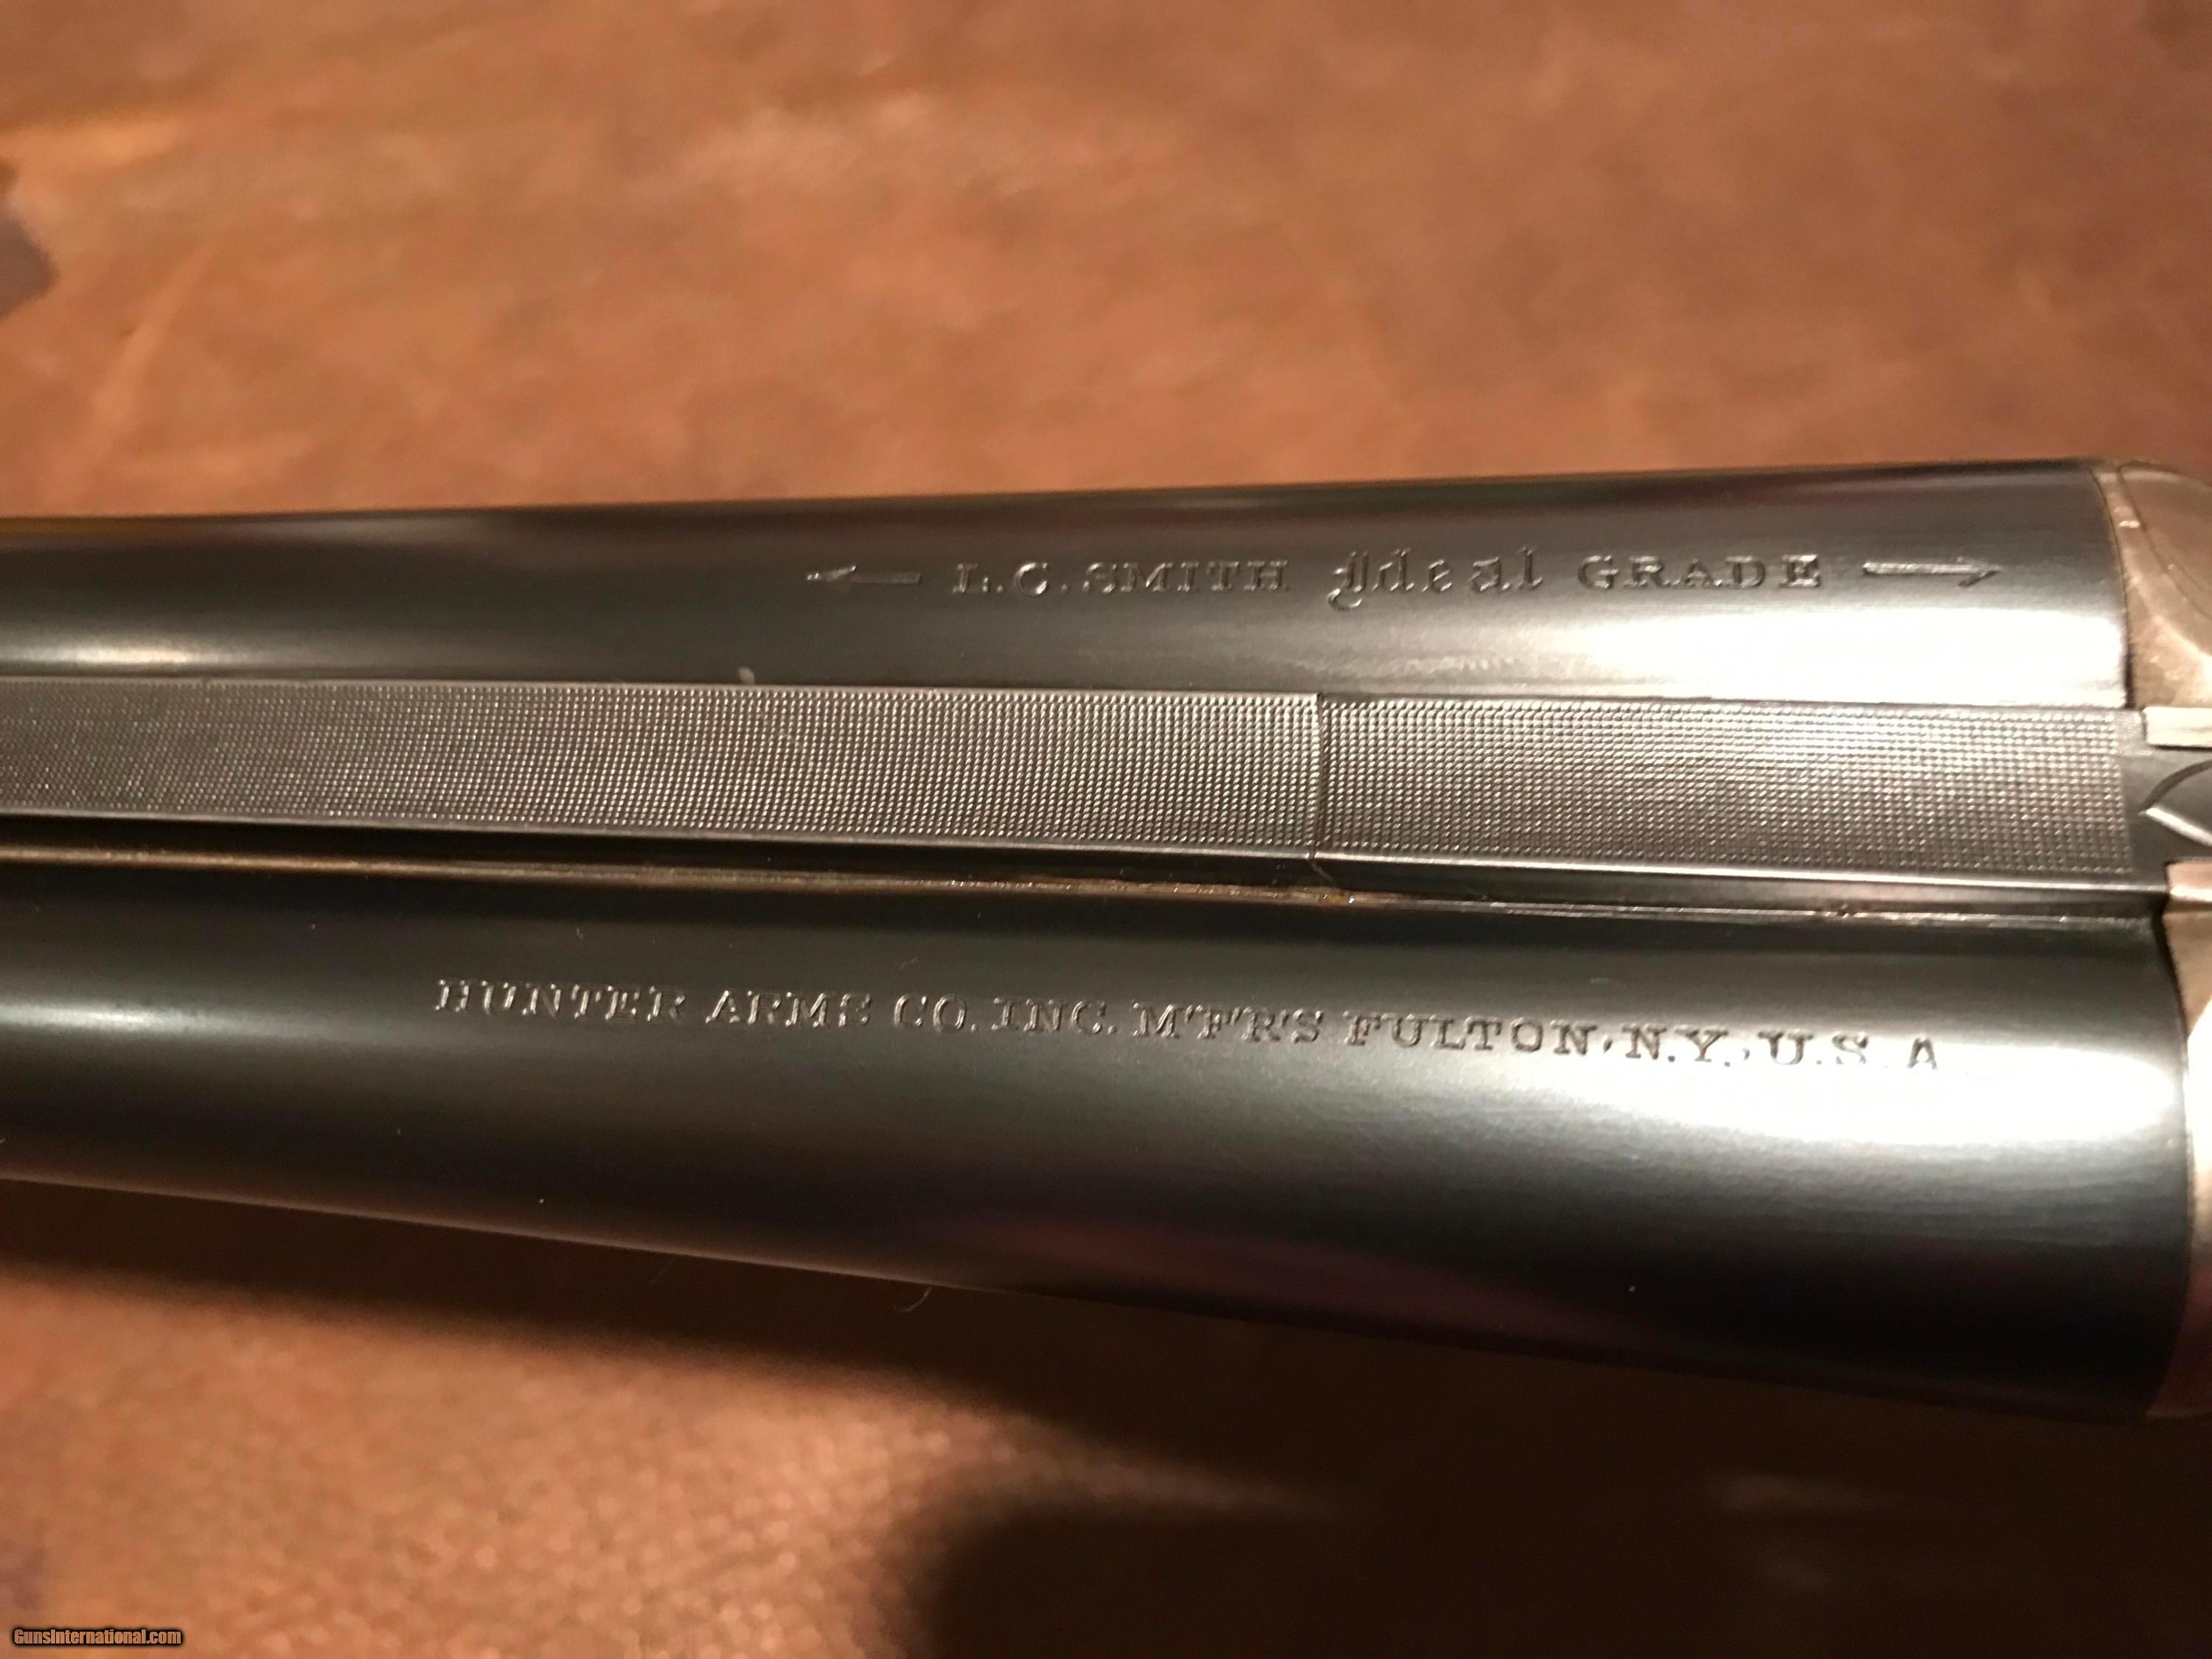 L. C. SMITH Ideal GRADE
HUNTER ARMS CO. INC. M'F'R'S FULTON, N.Y., U.S.A
GunsInternational.com